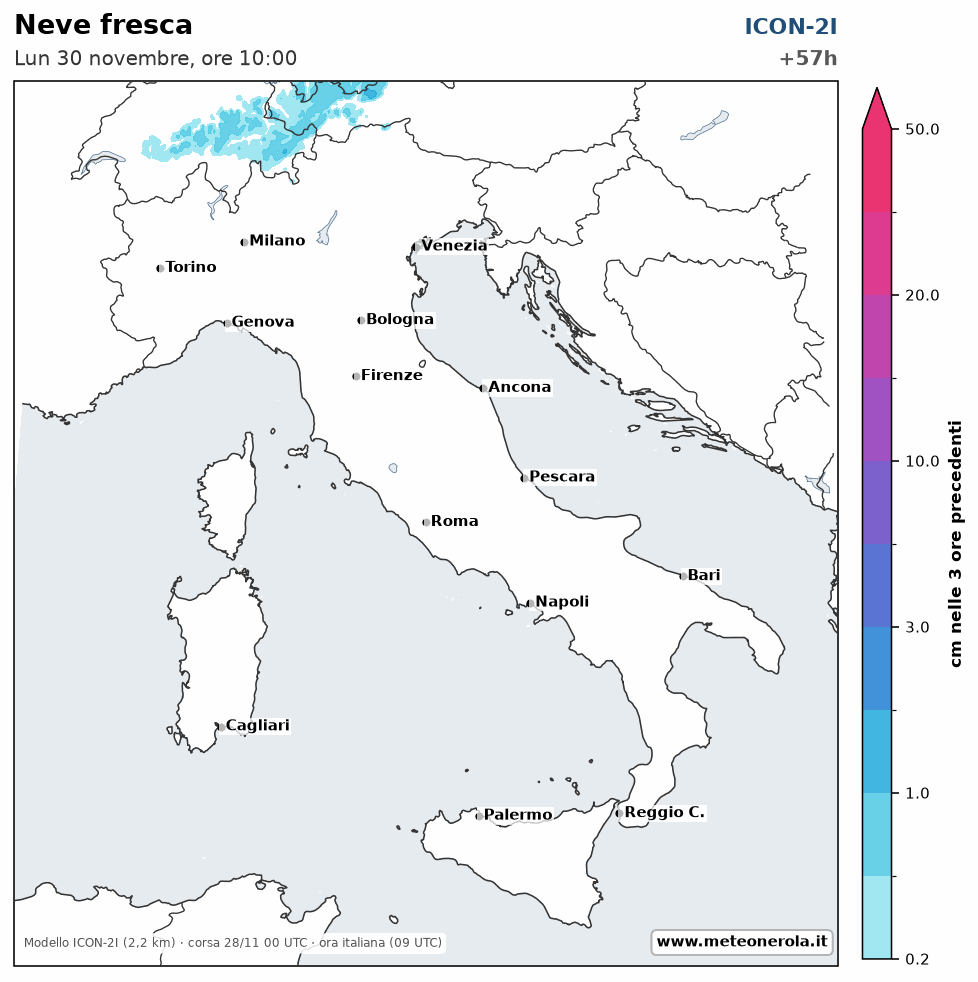 Neve fresca
ICON-2I
Lun 30 novembre, ore 10:00
+57h
50.0
20.0
10.0
3.0
1.0
0.2
cm nelle 3 ore precedenti
Milano
Venezia
Torino
Genova
Bologna
Firenze
Ancona
Pescara
Roma
Bari
Napoli
Cagliari
Palermo
Reggio C.
Modello ICON-2I (2,2 km) · corsa 28/11 00 UTC · ora italiana (09 UTC)
www.meteonerola.it